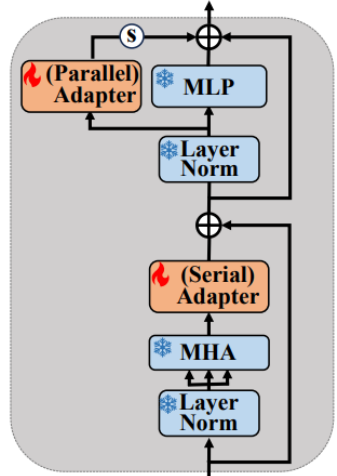 s
(Parallel)
Adapter
MLP
Layer
Norm
(Serial)
Adapter
MHA
Layer
Norm